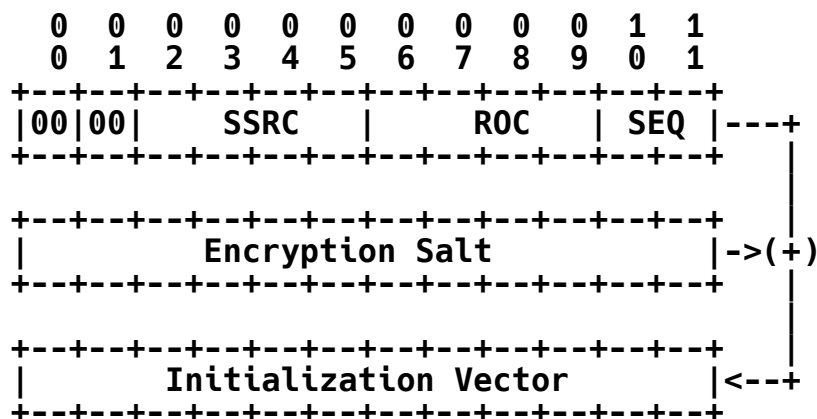 0  0  0  0  0  0  0  0  0  0  1  1
0  1  2  3  4  5  6  7  8  9  0  1
+--+--+--+--+--+--+--+--+--+--+--+--+
|00|00|    SSRC   |     ROC   | SEQ |---+
+--+--+--+--+--+--+--+--+--+--+--+--+   |
                                        |
+--+--+--+--+--+--+--+--+--+--+--+--+   |
|         Encryption Salt           |->(+)
+--+--+--+--+--+--+--+--+--+--+--+--+   |
                                        |
+--+--+--+--+--+--+--+--+--+--+--+--+   |
|       Initialization Vector       |<--+
+--+--+--+--+--+--+--+--+--+--+--+--+